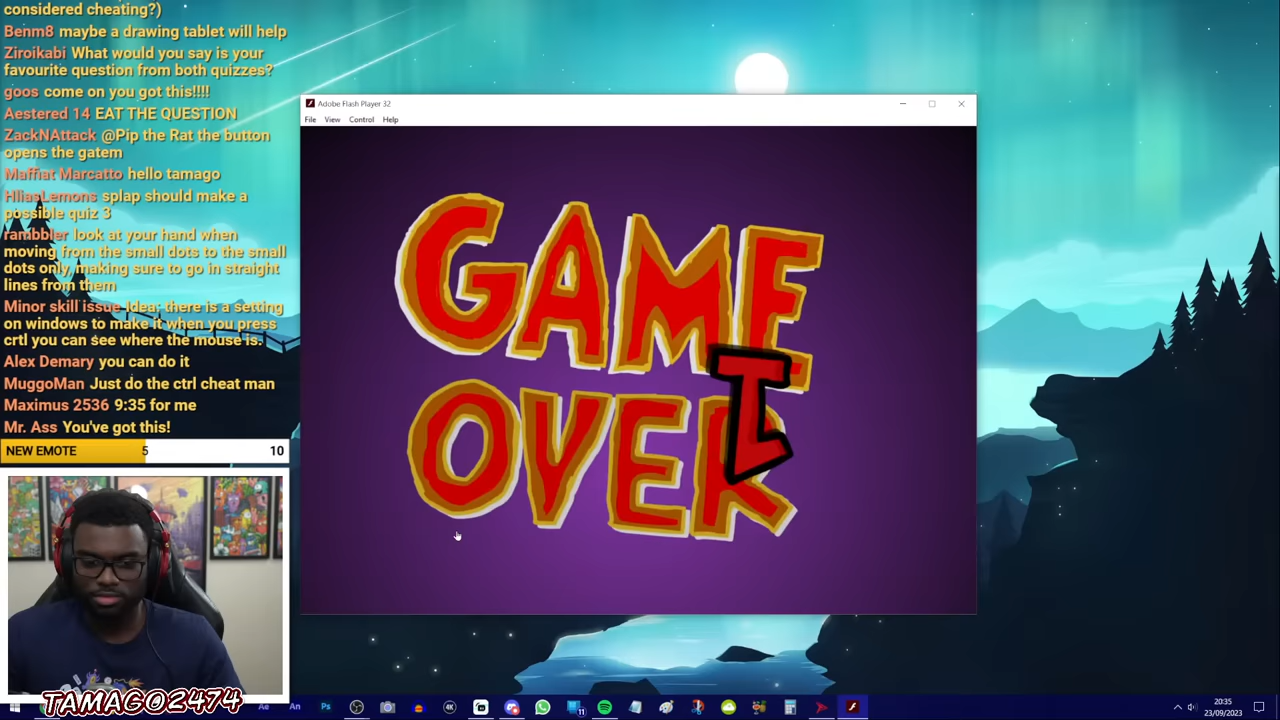 considered cheating?)
Benm8 maybe a drawing tablet will help
Ziroikabi What would you say is your
favourite question from both quizzes?
goos come on you got this!!!!
Aestered 14 EAT THE QUESTION
ZackNAttack @Pip the Rat the button
opens the gatem
Maffiat Marcatto hello tamago
HliasLemons splap should make a
possible quiz 3
rambbler look at your hand when
moving from the small dots to the small
dots only, making sure to go in straight
lines from them
Minor skill issue Idea: there is a setting
on windows to make it when you press
crtl you can see where the mouse is.
Alex Demary you can do it
MuggoMan Just do the ctrl cheat man
Maximus 2536 9:35 for me
Mr. Ass You've got this!
NEW EMOTE 5 10
TAMAGO2474
Adobe Flash Player 32
File View Control Help
GAME
OVER
Ae An Ps
4K
11
20:35
23/09/2023